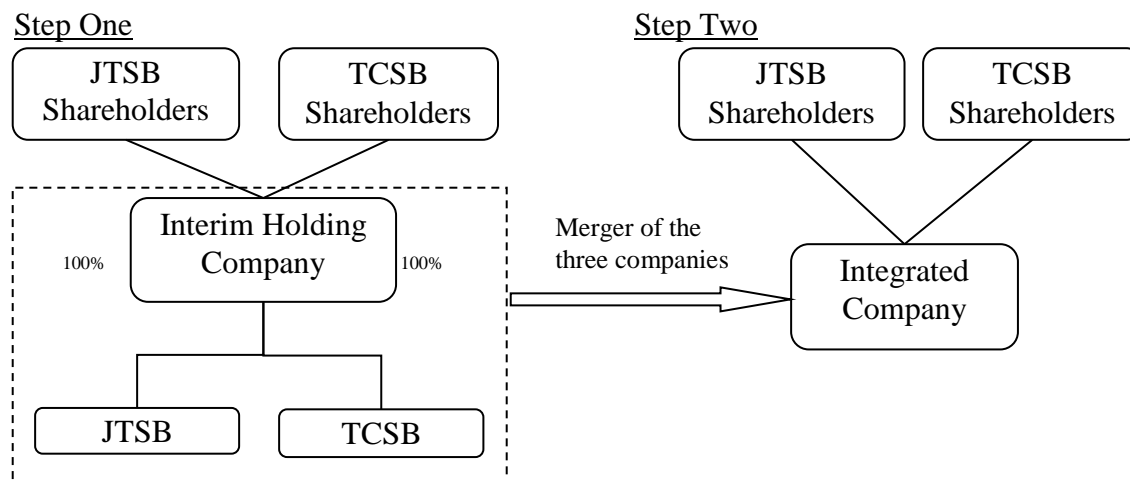 Step One
JTSB
Shareholders
TCSB
Shareholders
Interim Holding
Company
100%
100%
JTSB
TCSB
Merger of the
three companies
Step Two
JTSB
Shareholders
TCSB
Shareholders
Integrated
Company